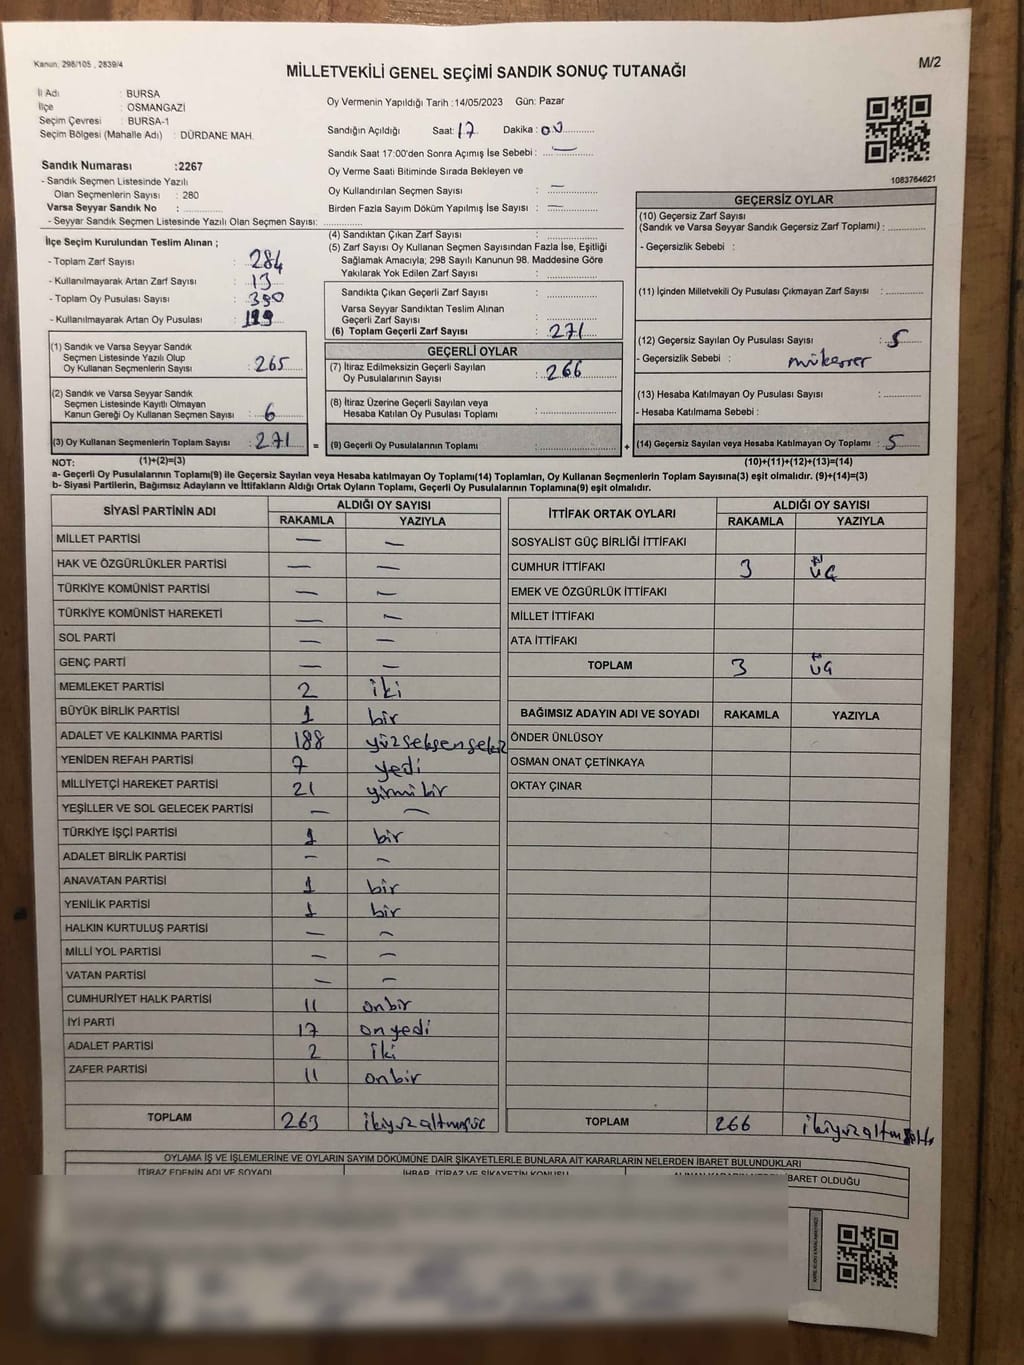 Kanun: 298/105 , 2839/4
MİLLETVEKİLİ GENEL SEÇİMİ SANDIK SONUÇ TUTANAĞI
M/2
İl Adı : BURSA
İlçe : OSMANGAZİ
Seçim Çevresi : BURSA-1
Seçim Bölgesi (Mahalle Adı) : DÜRDANE MAH.
Sandık Numarası :2267
- Sandık Seçmen Listesinde Yazılı
Olan Seçmenlerin Sayısı : 280
Varsa Seyyar Sandık No :
- Seyyar Sandık Seçmen Listesinde Yazılı Olan Seçmen Sayısı:
Oy Vermenin Yapıldığı Tarih :14/05/2023 Gün: Pazar
Sandığın Açıldığı Saat: 17 Dakika : 00
Sandık Saat 17:00'den Sonra Açımış İse Sebebi : —
Oy Verme Saati Bitiminde Sırada Bekleyen ve
Oy Kullandırılan Seçmen Sayısı : —
Birden Fazla Sayım Döküm Yapılmış İse Sayısı : —
1083764621
İlçe Seçim Kurulundan Teslim Alınan ;
- Toplam Zarf Sayısı : 284
- Kullanılmayarak Artan Zarf Sayısı : 13
- Toplam Oy Pusulası Sayısı : 390
- Kullanılmayarak Artan Oy Pusulası : 119
(1) Sandık ve Varsa Seyyar Sandık
Seçmen Listesinde Yazılı Olup
Oy Kullanan Seçmenlerin Sayısı : 265
(2) Sandık ve Varsa Seyyar Sandık
Seçmen Listesinde Kayıtlı Olmayan
Kanun Gereği Oy Kullanan Seçmen Sayısı : 6
(3) Oy Kullanan Seçmenlerin Toplam Sayısı : 271 =
(4) Sandıktan Çıkan Zarf Sayısı :
(5) Zarf Sayısı Oy Kullanan Seçmen Sayısından Fazla İse, Eşitliği
Sağlamak Amacıyla; 298 Sayılı Kanunun 98. Maddesine Göre
Yakılarak Yok Edilen Zarf Sayısı :
Sandıkta Çıkan Geçerli Zarf Sayısı :
Varsa Seyyar Sandıktan Teslim Alınan
Geçerli Zarf Sayısı :
(6) Toplam Geçerli Zarf Sayısı : 271
GEÇERLİ OYLAR
(7) İtiraz Edilmeksizin Geçerli Sayılan
Oy Pusulalarının Sayısı : 266
(8) İtiraz Üzerine Geçerli Sayılan veya
Hesaba Katılan Oy Pusulası Toplamı :
(9) Geçerli Oy Pusulalarının Toplamı : +
GEÇERSİZ OYLAR
(10) Geçersiz Zarf Sayısı
(Sandık ve Varsa Seyyar Sandık Geçersiz Zarf Toplamı) :
- Geçersizlik Sebebi :
(11) İçinden Milletvekili Oy Pusulası Çıkmayan Zarf Sayısı :
(12) Geçersiz Sayılan Oy Pusulası Sayısı : 5
- Geçersizlik Sebebi : mükerrer
(13) Hesaba Katılmayan Oy Pusulası Sayısı :
- Hesaba Katılmama Sebebi :
(14) Geçersiz Sayılan veya Hesaba Katılmayan Oy Toplamı : 5
NOT: (1)+(2)=(3) (10)+(11)+(12)+(13)=(14)
a- Geçerli Oy Pusulalarının Toplamı(9) ile Geçersiz Sayılan veya Hesaba katılmayan Oy Toplamı(14) Toplamları, Oy Kullanan Seçmenlerin Toplam Sayısına(3) eşit olmalıdır. (9)+(14)=(3)
b- Siyasi Partilerin, Bağımsız Adayların ve İttifakların Aldığı Ortak Oyların Toplamı, Geçerli Oy Pusulalarının Toplamına(9) eşit olmalıdır.
SİYASİ PARTİNİN ADI ALDIĞI OY SAYISI
RAKAMLA YAZIYLA
MİLLET PARTİSİ — —
HAK VE ÖZGÜRLÜKLER PARTİSİ — —
TÜRKİYE KOMÜNİST PARTİSİ — —
TÜRKİYE KOMÜNİST HAREKETİ — —
SOL PARTİ — —
GENÇ PARTİ — —
MEMLEKET PARTİSİ 2 iki
BÜYÜK BİRLİK PARTİSİ 1 bir
ADALET VE KALKINMA PARTİSİ 188 yüzseksensekiz
YENİDEN REFAH PARTİSİ 7 yedi
MİLLİYETÇİ HAREKET PARTİSİ 21 yirmibir
YEŞİLLER VE SOL GELECEK PARTİSİ — —
TÜRKİYE İŞÇİ PARTİSİ 1 bir
ADALET BİRLİK PARTİSİ — —
ANAVATAN PARTİSİ 1 bir
YENİLİK PARTİSİ 1 bir
HALKIN KURTULUŞ PARTİSİ — —
MİLLİ YOL PARTİSİ — —
VATAN PARTİSİ — —
CUMHURİYET HALK PARTİSİ 11 onbir
İYİ PARTİ 17 onyedi
ADALET PARTİSİ 2 iki
ZAFER PARTİSİ 11 onbir
TOPLAM 263 ikiyüzaltmışüç
İTTİFAK ORTAK OYLARI ALDIĞI OY SAYISI
RAKAMLA YAZIYLA
SOSYALİST GÜÇ BİRLİĞİ İTTİFAKI
CUMHUR İTTİFAKI 3 üç
EMEK VE ÖZGÜRLÜK İTTİFAKI
MİLLET İTTİFAKI
ATA İTTİFAKI
TOPLAM 3 üç
BAĞIMSIZ ADAYIN ADI VE SOYADI RAKAMLA YAZIYLA
ÖNDER ÜNLÜSOY
OSMAN ONAT ÇETİNKAYA
OKTAY ÇINAR
TOPLAM 266 ikiyüzaltmışaltı
OYLAMA İŞ VE İŞLEMLERİNE VE OYLARIN SAYIM DÖKÜMÜNE DAİR ŞİKAYETLERLE BUNLARA AİT KARARLARIN NELERDEN İBARET BULUNDUKLARI
İTİRAZ EDENİN ADI VE SOYADI İHBAR, İTİRAZ VE ŞİKAYETİN KONUSU BARET OLDUĞU